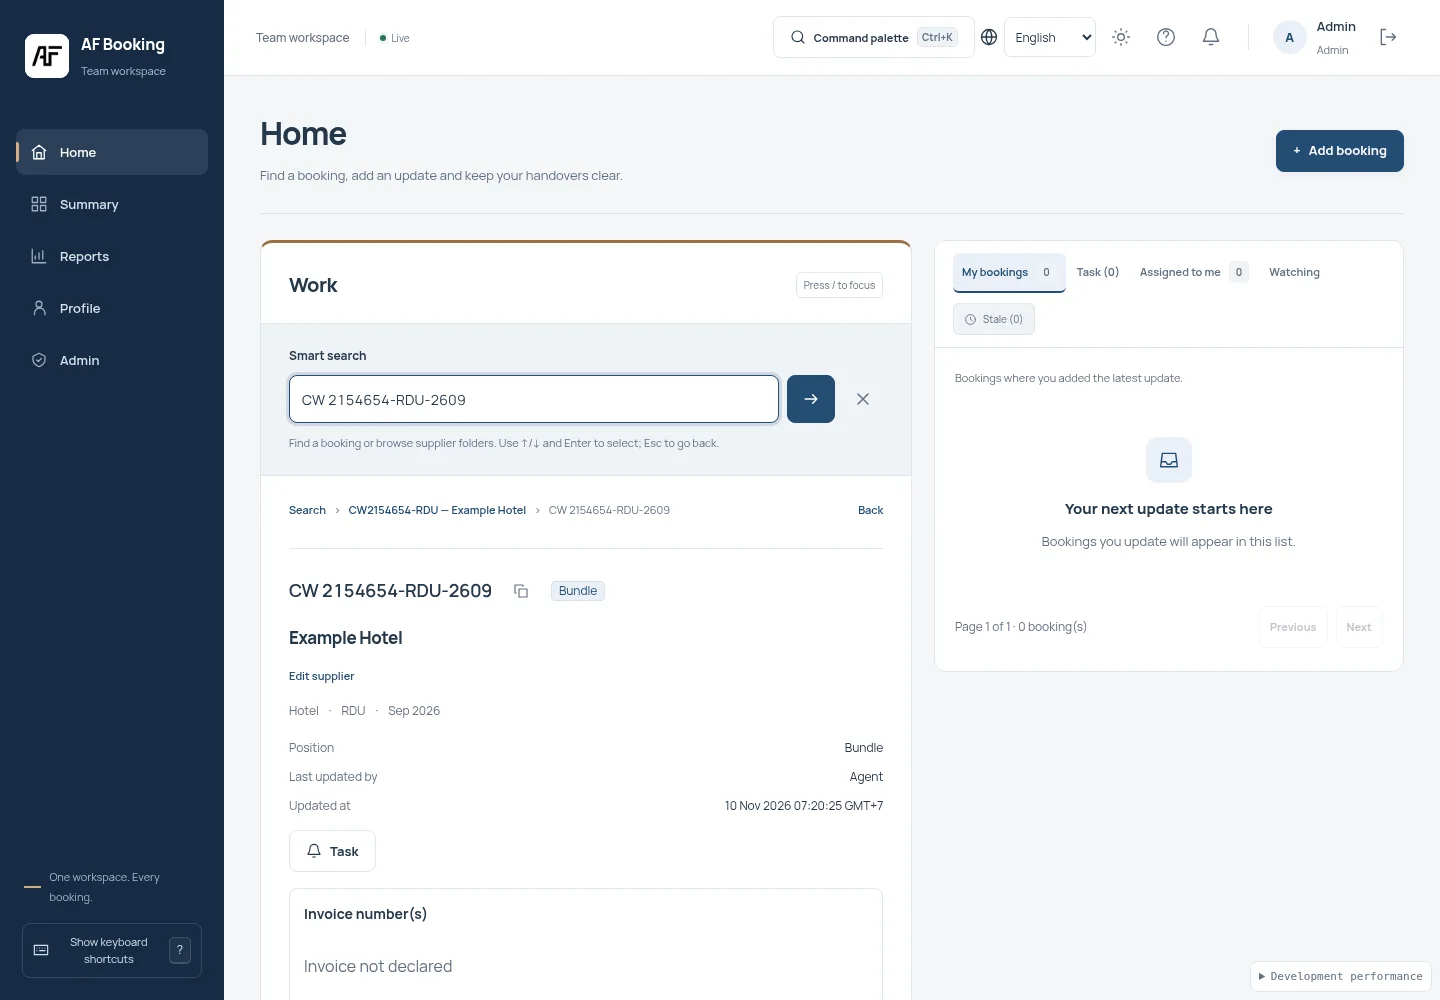 AF
AF Booking
Team workspace
Home
Summary
Reports
Profile
Admin
One workspace. Every
booking.
Show keyboard
shortcuts
?
Team workspace
Live
Command palette
Ctrl+K
English
A
Admin
Admin
Home
Find a booking, add an update and keep your handovers clear.
+ Add booking
Work
Press / to focus
Smart search
CW 2154654-RDU-2609
Find a booking or browse supplier folders. Use ↑/↓ and Enter to select; Esc to go back.
Search › CW2154654-RDU — Example Hotel › CW 2154654-RDU-2609
Back
CW 2154654-RDU-2609
Bundle
Example Hotel
Edit supplier
Hotel · RDU · Sep 2026
Position Bundle
Last updated by Agent
Updated at 10 Nov 2026 07:20:25 GMT+7
Task
Invoice number(s)
Invoice not declared
My bookings 0
Task (0)
Assigned to me 0
Watching
Stale (0)
Bookings where you added the latest update.
Your next update starts here
Bookings you update will appear in this list.
Page 1 of 1 · 0 booking(s)
Previous
Next
▶ Development performance